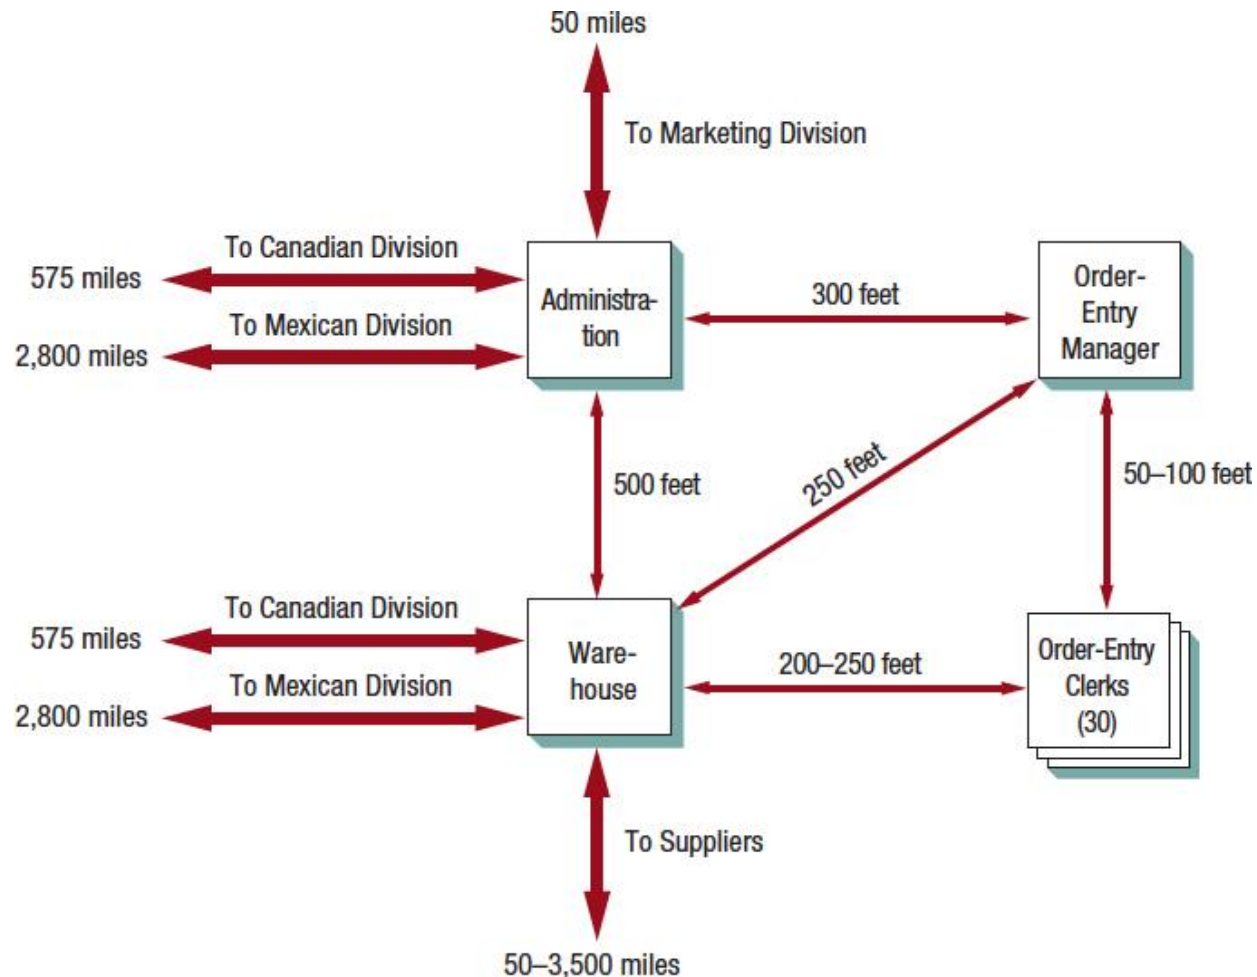 50 miles
To Marketing Division
To Canadian Division
575 miles
To Mexican Division
2,800 miles
Administra-
tion
300 feet
Order-
Entry
Manager
500 feet
250 feet
50–100 feet
To Canadian Division
575 miles
To Mexican Division
2,800 miles
Ware-
house
200–250 feet
Order-Entry
Clerks
(30)
To Suppliers
50–3,500 miles